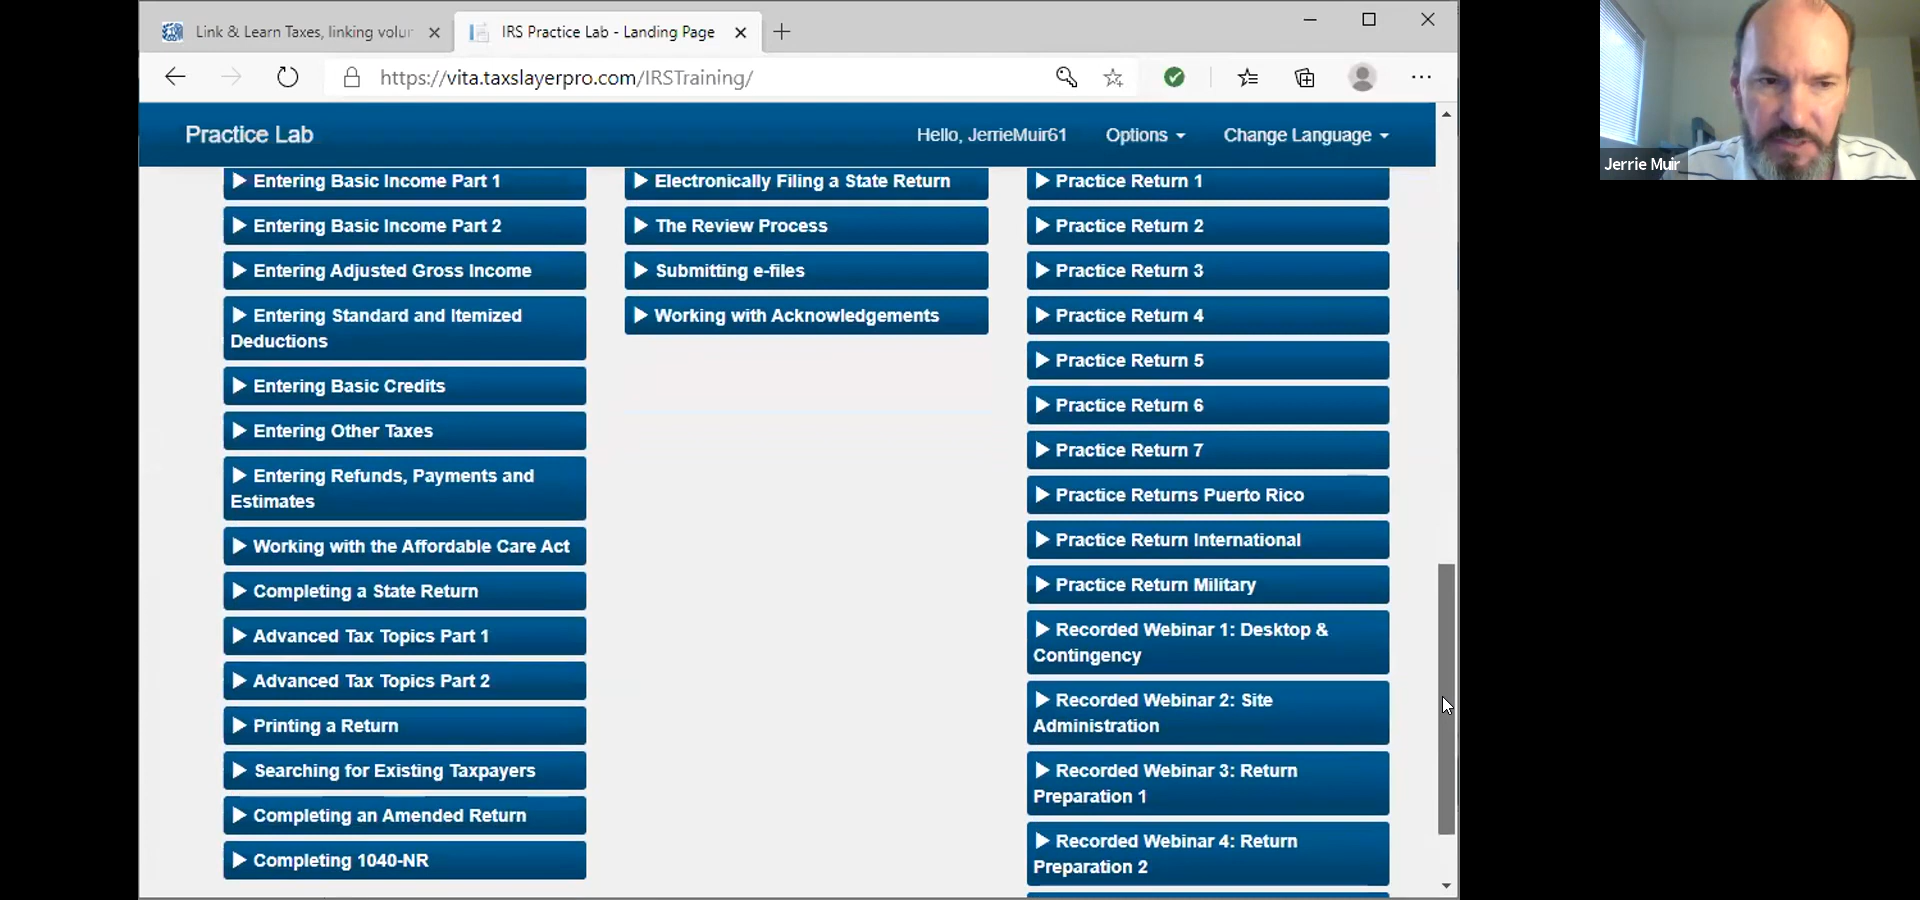 Link & Learn Taxes, linking volur
IRS Practice Lab - Landing Page
https://vita.taxslayerpro.com/IRSTraining/
Practice Lab
Hello, JerrieMuir61
Options
Change Language
Entering Basic Income Part 1
Entering Basic Income Part 2
Entering Adjusted Gross Income
Entering Standard and Itemized
Deductions
Entering Basic Credits
Entering Other Taxes
Entering Refunds, Payments and
Estimates
Working with the Affordable Care Act
Completing a State Return
Advanced Tax Topics Part 1
Advanced Tax Topics Part 2
Printing a Return
Searching for Existing Taxpayers
Completing an Amended Return
Completing 1040-NR
Electronically Filing a State Return
The Review Process
Submitting e-files
Working with Acknowledgements
Practice Return 1
Practice Return 2
Practice Return 3
Practice Return 4
Practice Return 5
Practice Return 6
Practice Return 7
Practice Returns Puerto Rico
Practice Return International
Practice Return Military
Recorded Webinar 1: Desktop &
Contingency
Recorded Webinar 2: Site
Administration
Recorded Webinar 3: Return
Preparation 1
Recorded Webinar 4: Return
Preparation 2
Jerrie Muir